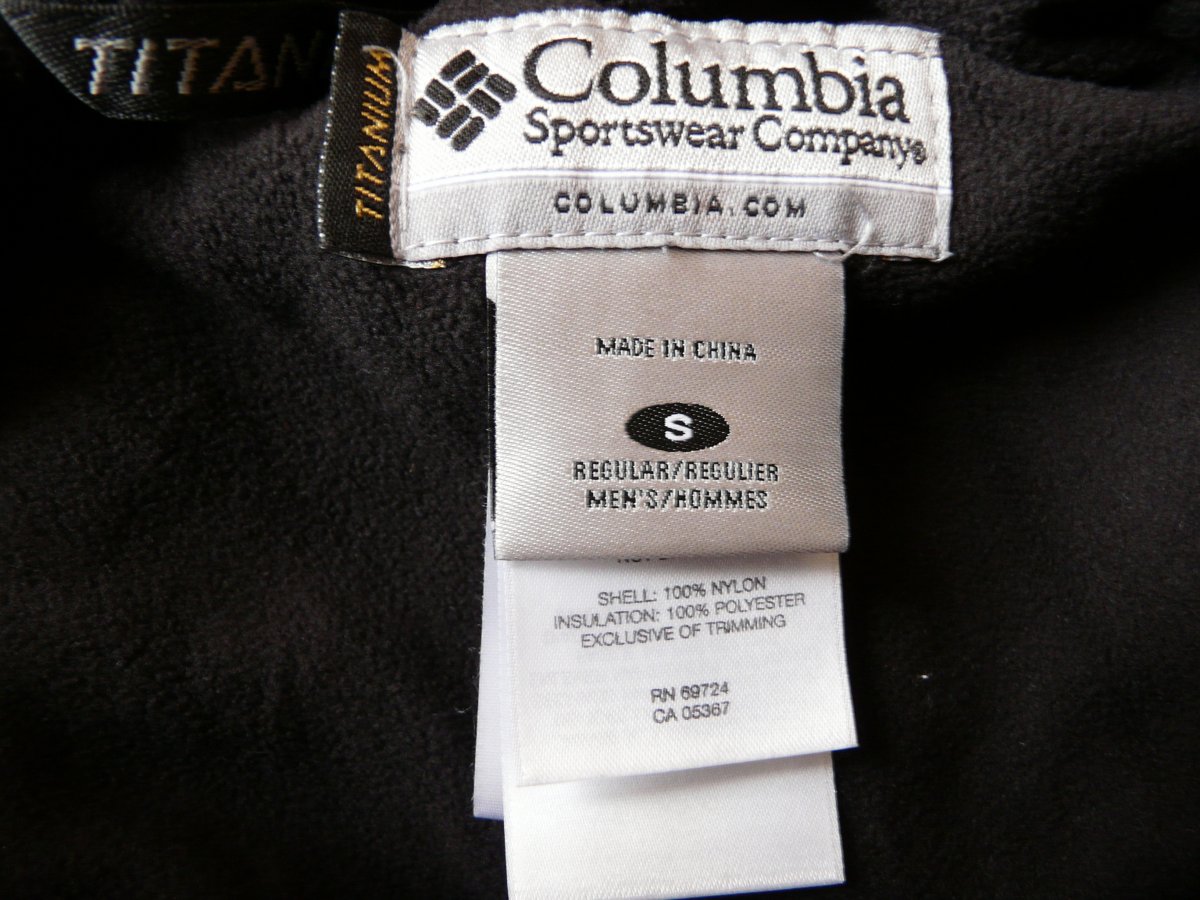 TITAN
TITANIUM
Columbia
Sportswear Company®
COLUMBIA.COM
MADE IN CHINA
S
REGULAR/REGULIER
MEN'S/HOMMES
SHELL: 100% NYLON
INSULATION: 100% POLYESTER
EXCLUSIVE OF TRIMMING
RN 69724
CA 05367